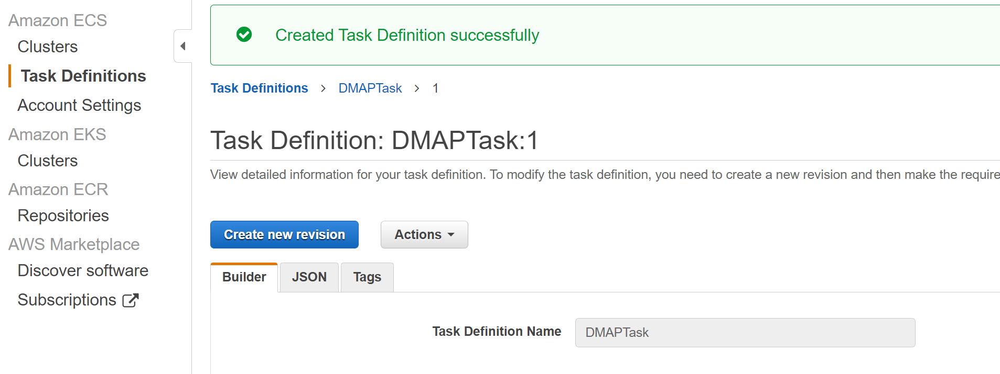 Amazon ECS
Clusters
Task Definitions
Account Settings
Amazon EKS
Clusters
Amazon ECR
Repositories
AWS Marketplace
Discover software
Subscriptions
Created Task Definition successfully
Task Definitions > DMAPTask > 1
Task Definition: DMAPTask:1
View detailed information for your task definition. To modify the task definition, you need to create a new revision and then make the require
Create new revision Actions
Builder JSON Tags
Task Definition Name DMAPTask